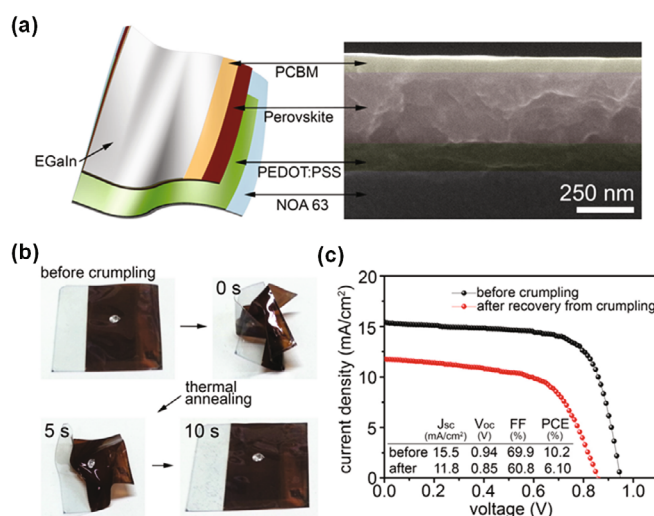 (a)
PCBM
Perovskite
EGaIn
PEDOT:PSS
NOA 63
250 nm
(b)
before crumpling
0 s
thermal
annealing
5 s
10 s
(c)
current density (mA/cm²)
20
15
10
5
0
before crumpling
after recovery from crumpling
Jsc Voc FF PCE
(mA/cm²) (V) (%) (%)
before 15.5 0.94 69.9 10.2
after 11.8 0.85 60.8 6.10
0.0 0.2 0.4 0.6 0.8 1.0
voltage (V)